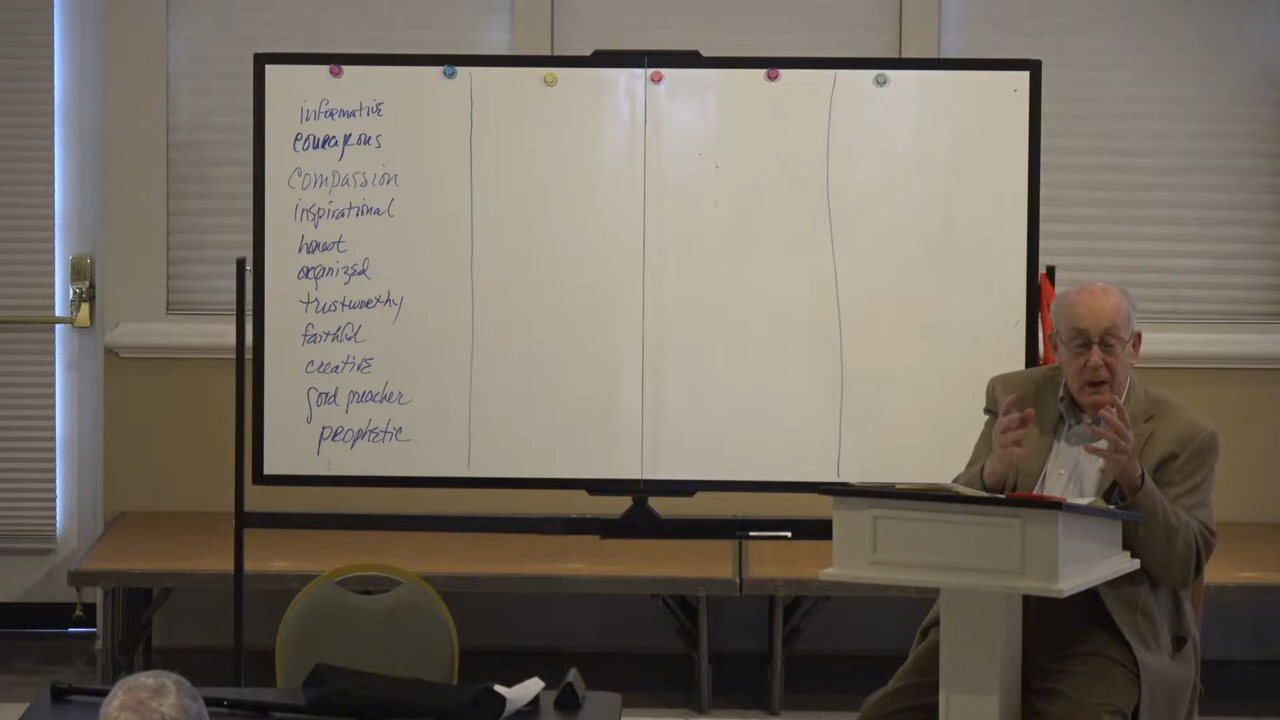 informative
courageous
compassion
inspirational
honest
organized
trustworthy
faithful
creative
good preacher
prophetic